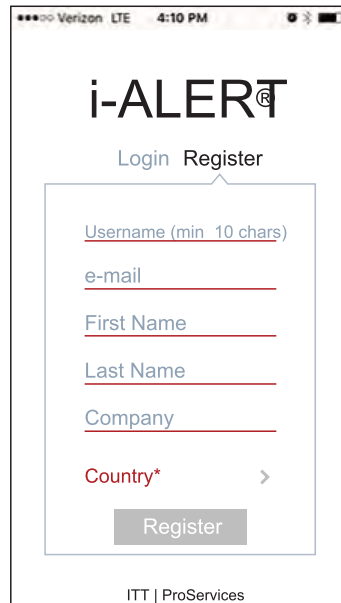 Verizon LTE 4:10 PM
i-ALERT®
Login Register
Username (min 10 chars)
e-mail
First Name
Last Name
Company
Country*
Register
ITT | ProServices